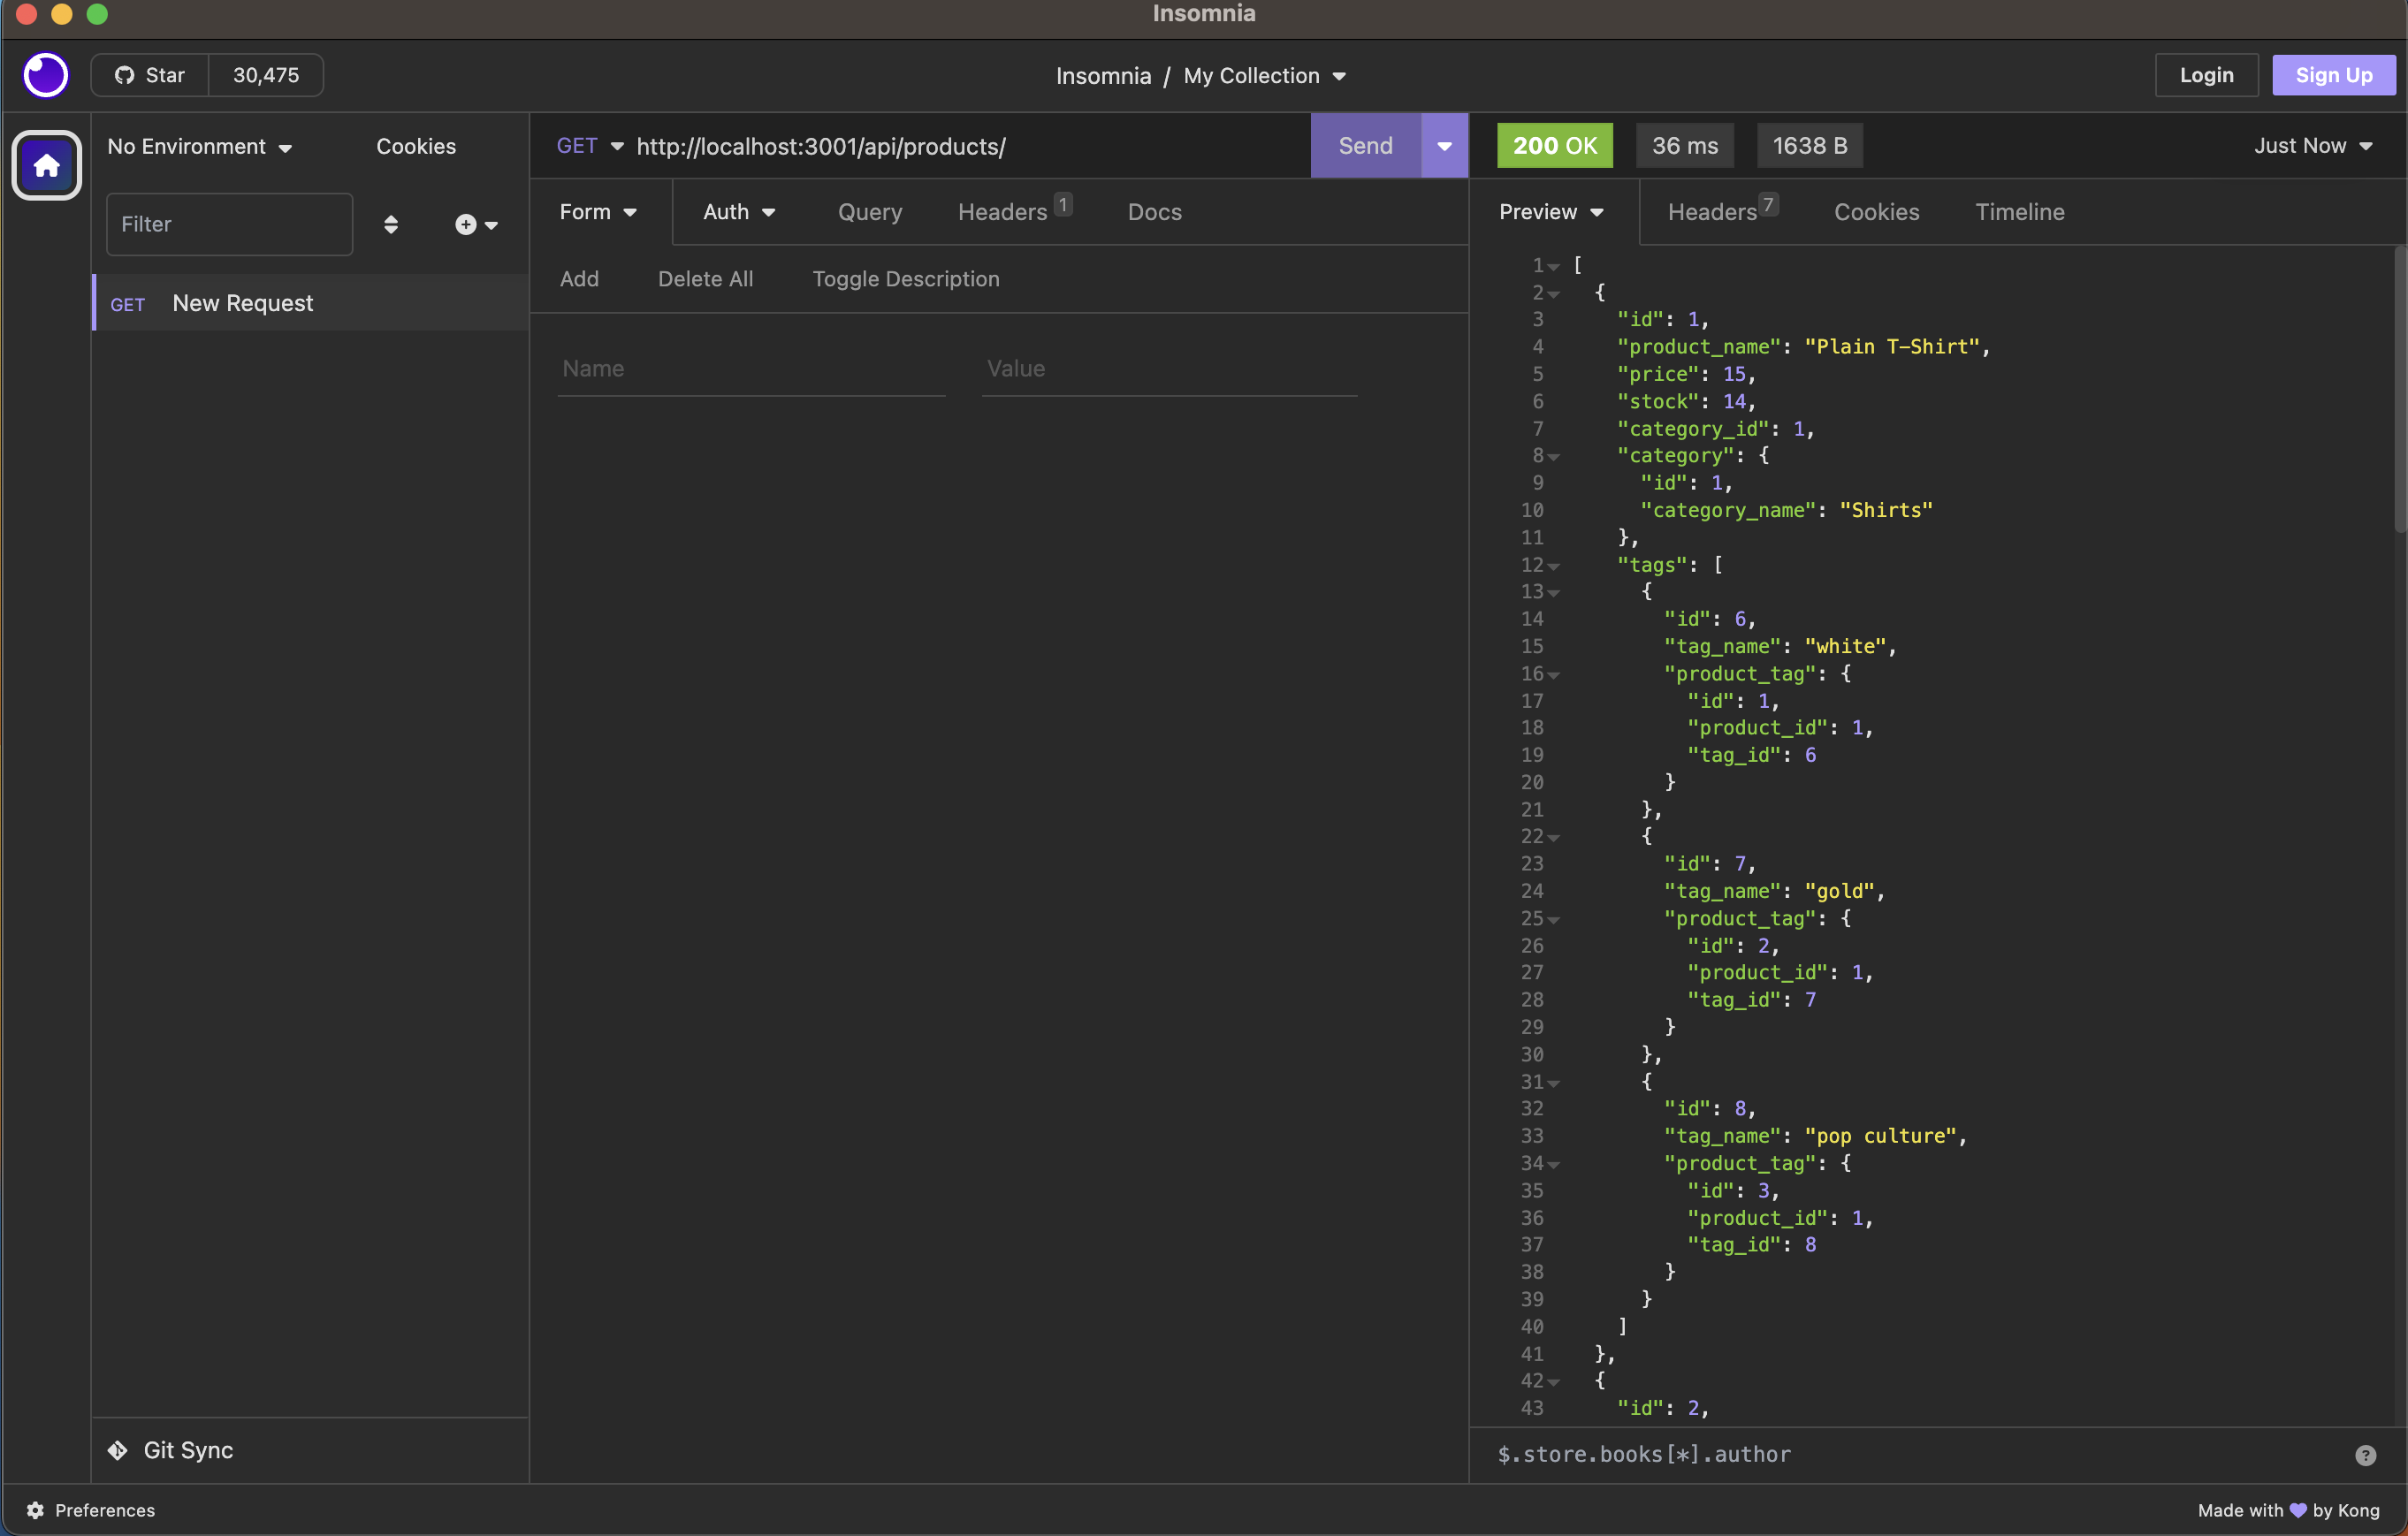 Insomnia
Star 30,475
Insomnia / My Collection
Login Sign Up
No Environment Cookies
Filter
GET New Request
Git Sync
GET http://localhost:3001/api/products/ Send
Form Auth Query Headers 1 Docs
Add Delete All Toggle Description
Name Value
200 OK 36 ms 1638 B Just Now
Preview Headers 7 Cookies Timeline
1 [
2 {
3 "id": 1,
4 "product_name": "Plain T-Shirt",
5 "price": 15,
6 "stock": 14,
7 "category_id": 1,
8 "category": {
9 "id": 1,
10 "category_name": "Shirts"
11 },
12 "tags": [
13 {
14 "id": 6,
15 "tag_name": "white",
16 "product_tag": {
17 "id": 1,
18 "product_id": 1,
19 "tag_id": 6
20 }
21 },
22 {
23 "id": 7,
24 "tag_name": "gold",
25 "product_tag": {
26 "id": 2,
27 "product_id": 1,
28 "tag_id": 7
29 }
30 },
31 {
32 "id": 8,
33 "tag_name": "pop culture",
34 "product_tag": {
35 "id": 3,
36 "product_id": 1,
37 "tag_id": 8
38 }
39 }
40 ]
41 },
42 {
43 "id": 2,
$.store.books[*].author ?
Preferences
Made with 💜 by Kong